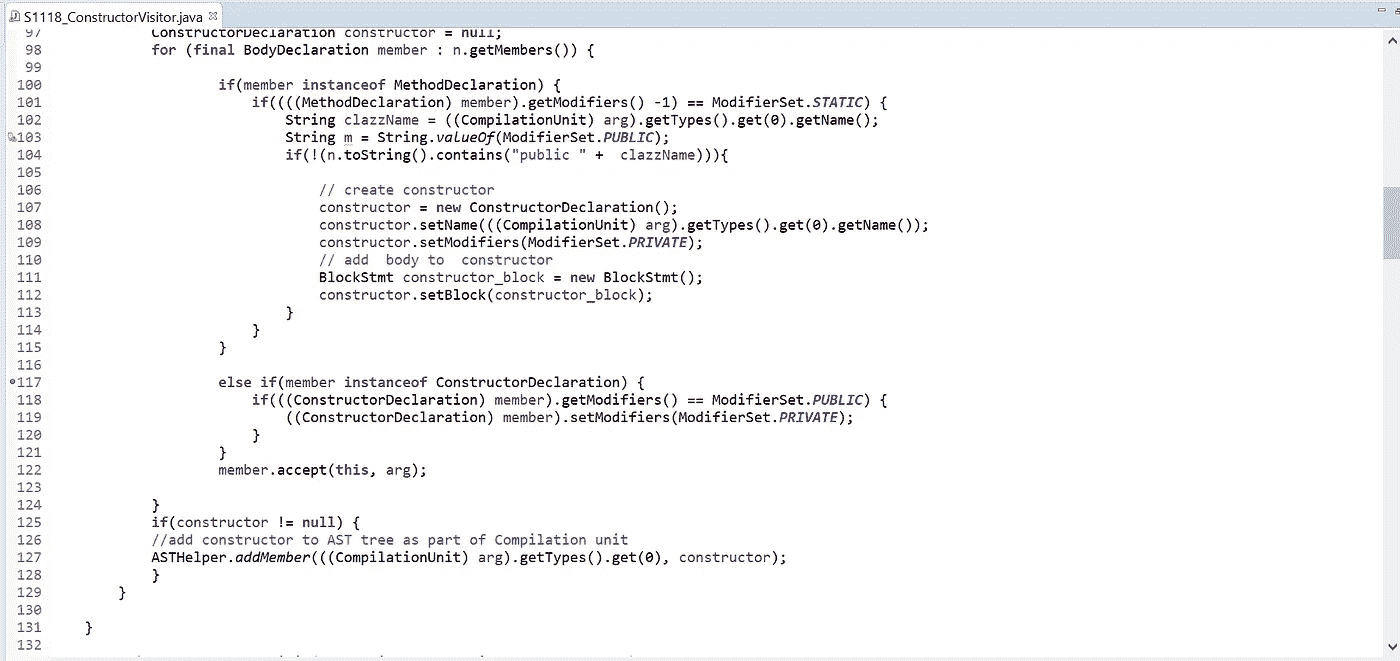 S1118_ConstructorVisitor.java
97 ConstructorDeclaration constructor = null;
98 for (final BodyDeclaration member : n.getMembers()) {
99
100 if(member instanceof MethodDeclaration) {
101 if((((MethodDeclaration) member).getModifiers() -1) == ModifierSet.STATIC) {
102 String clazzName = ((CompilationUnit) arg).getTypes().get(0).getName();
103 String m = String.valueOf(ModifierSet.PUBLIC);
104 if(!(n.toString().contains("public " + clazzName))){
105
106 // create constructor
107 constructor = new ConstructorDeclaration();
108 constructor.setName(((CompilationUnit) arg).getTypes().get(0).getName());
109 constructor.setModifiers(ModifierSet.PRIVATE);
110 // add body to constructor
111 BlockStmt constructor_block = new BlockStmt();
112 constructor.setBlock(constructor_block);
113 }
114 }
115 }
116
117 else if(member instanceof ConstructorDeclaration) {
118 if(((ConstructorDeclaration) member).getModifiers() == ModifierSet.PUBLIC) {
119 ((ConstructorDeclaration) member).setModifiers(ModifierSet.PRIVATE);
120 }
121 }
122 member.accept(this, arg);
123
124 }
125 if(constructor != null) {
126 //add constructor to AST tree as part of Compilation unit
127 ASTHelper.addMember(((CompilationUnit) arg).getTypes().get(0), constructor);
128 }
129 }
130
131 }
132